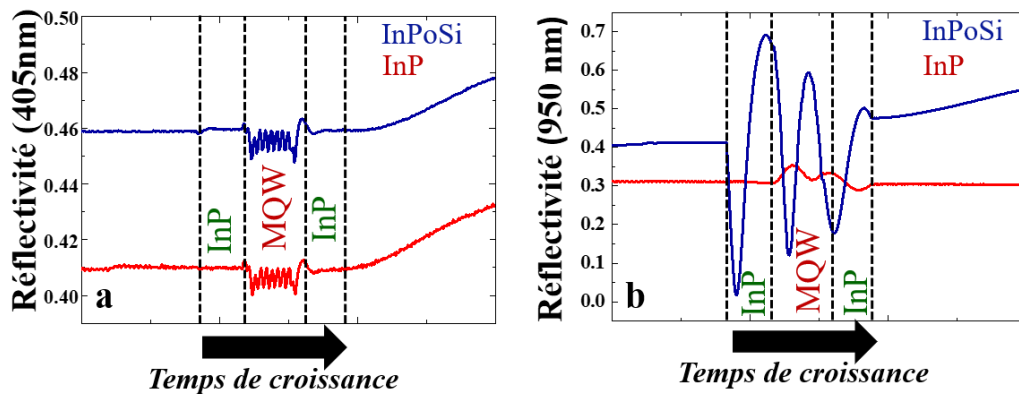 Réflectivité (405nm)
0.50
0.48
0.46
0.44
0.42
0.40
InPoSi
InP
InP
MQW
InP
a
Temps de croissance
Réflectivité (950 nm)
0.7
0.6
0.5
0.4
0.3
0.2
0.1
0.0
InPoSi
InP
InP
MQW
InP
b
Temps de croissance